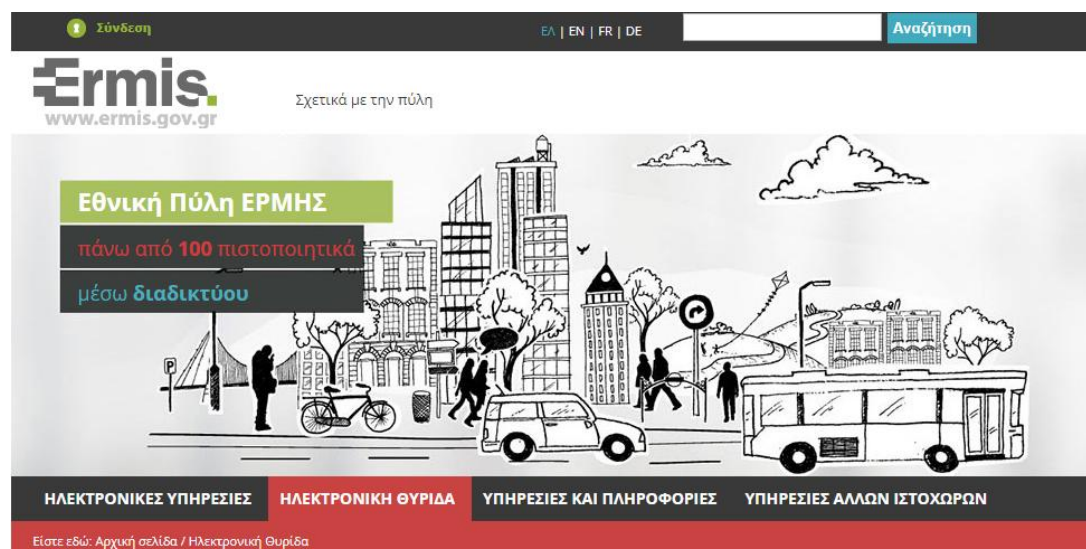 Σύνδεση
ΕΛ | EN | FR | DE
Αναζήτηση
Ermis.
www.ermis.gov.gr
Σχετικά με την πύλη
Εθνική Πύλη ΕΡΜΗΣ
πάνω από 100 πιστοποιητικά
μέσω διαδικτύου
P
ΗΛΕΚΤΡΟΝΙΚΕΣ ΥΠΗΡΕΣΙΕΣ ΗΛΕΚΤΡΟΝΙΚΗ ΘΥΡΙΔΑ ΥΠΗΡΕΣΙΕΣ ΚΑΙ ΠΛΗΡΟΦΟΡΙΕΣ ΥΠΗΡΕΣΙΕΣ ΑΛΛΩΝ ΙΣΤΟΧΩΡΩΝ
Είστε εδώ: Αρχική σελίδα / Ηλεκτρονική Θυρίδα